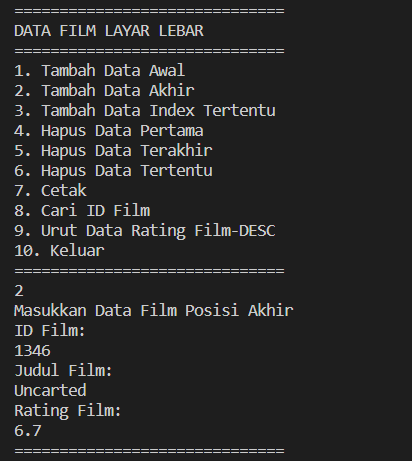 ==============================
DATA FILM LAYAR LEBAR
==============================
1. Tambah Data Awal
2. Tambah Data Akhir
3. Tambah Data Index Tertentu
4. Hapus Data Pertama
5. Hapus Data Terakhir
6. Hapus Data Tertentu
7. Cetak
8. Cari ID Film
9. Urut Data Rating Film-DESC
10. Keluar
==============================
2
Masukkan Data Film Posisi Akhir
ID Film:
1346
Judul Film:
Uncarted
Rating Film:
6.7
==============================